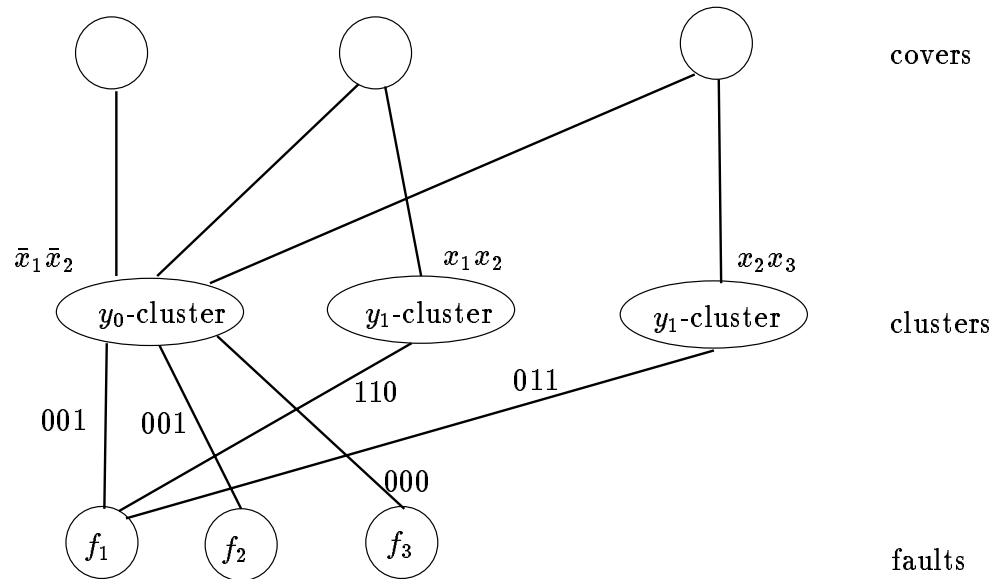 covers
x̄₁x̄₂
x₁x₂
x₂x₃
y₀-cluster
y₁-cluster
y₁-cluster
clusters
001
001
110
011
000
f₁
f₂
f₃
faults